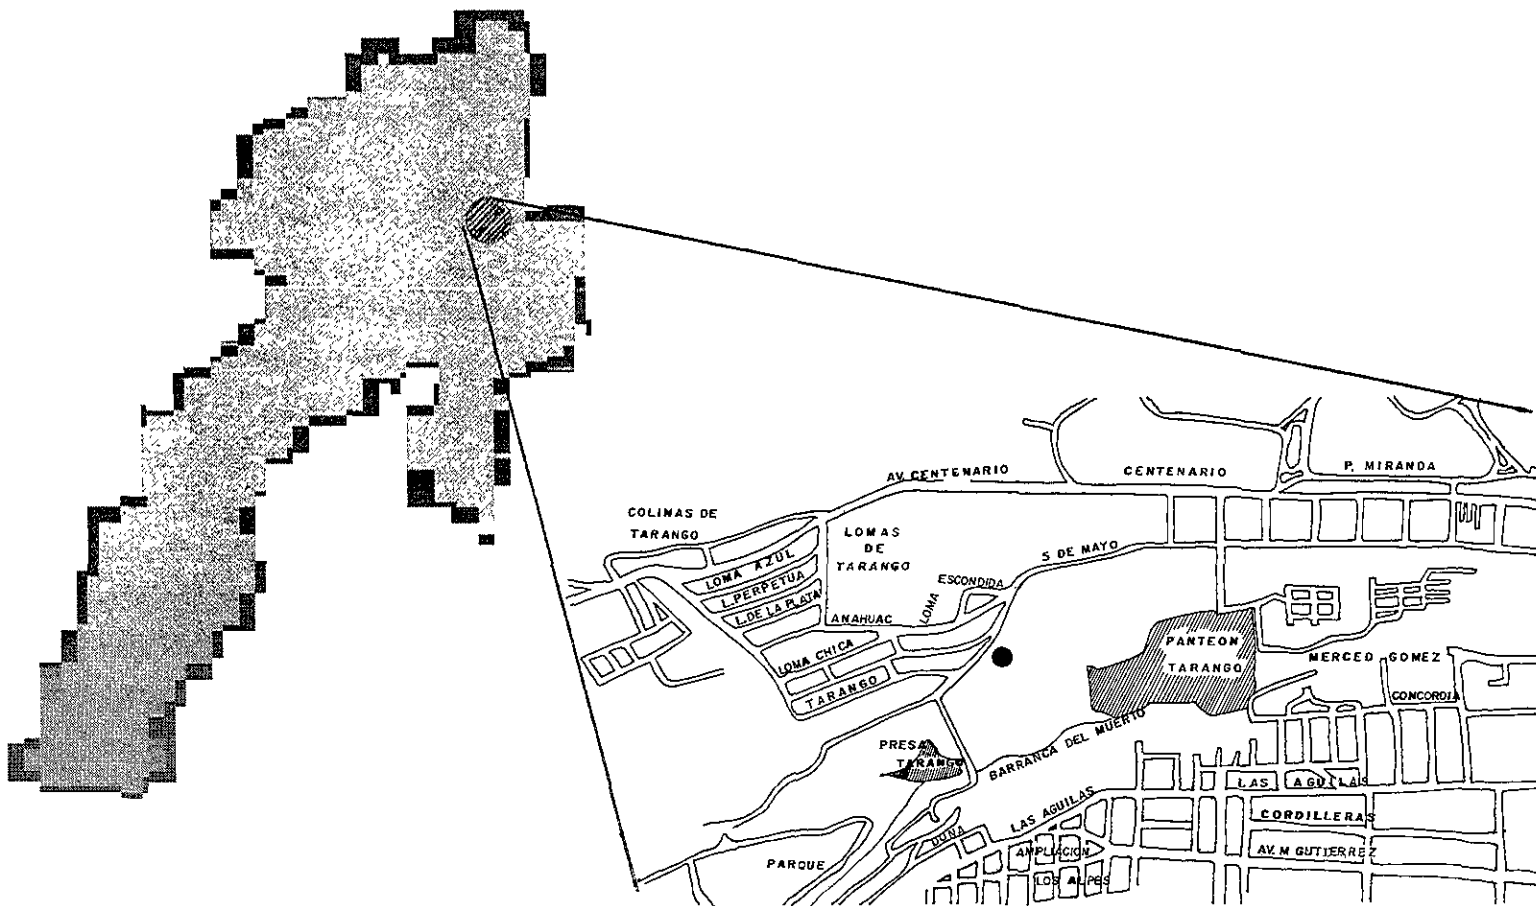 P. MIRANDA
CENTENARIO
AV. CENTENARIO
COLINAS DE
TARANGO
LOMAS
DE
TARANGO
5 DE MAYO
LOMA AZUL
L. PERPETUA
L. DE LA PLATA
ESCONDIDA
LOMA
ANAHUAC
LOMA CHICA
TARANGO
PANTEON
TARANGO
MERCED GOMEZ
CONCORDIA
PRESA
TARANGO
BARRANCA DEL MUERTO
LAS AGUILAS
LAS AGUILAS
CORDILLERAS
AV. M GUTIERREZ
DOÑA
AMPLIACION
LOS ALPES
PARQUE